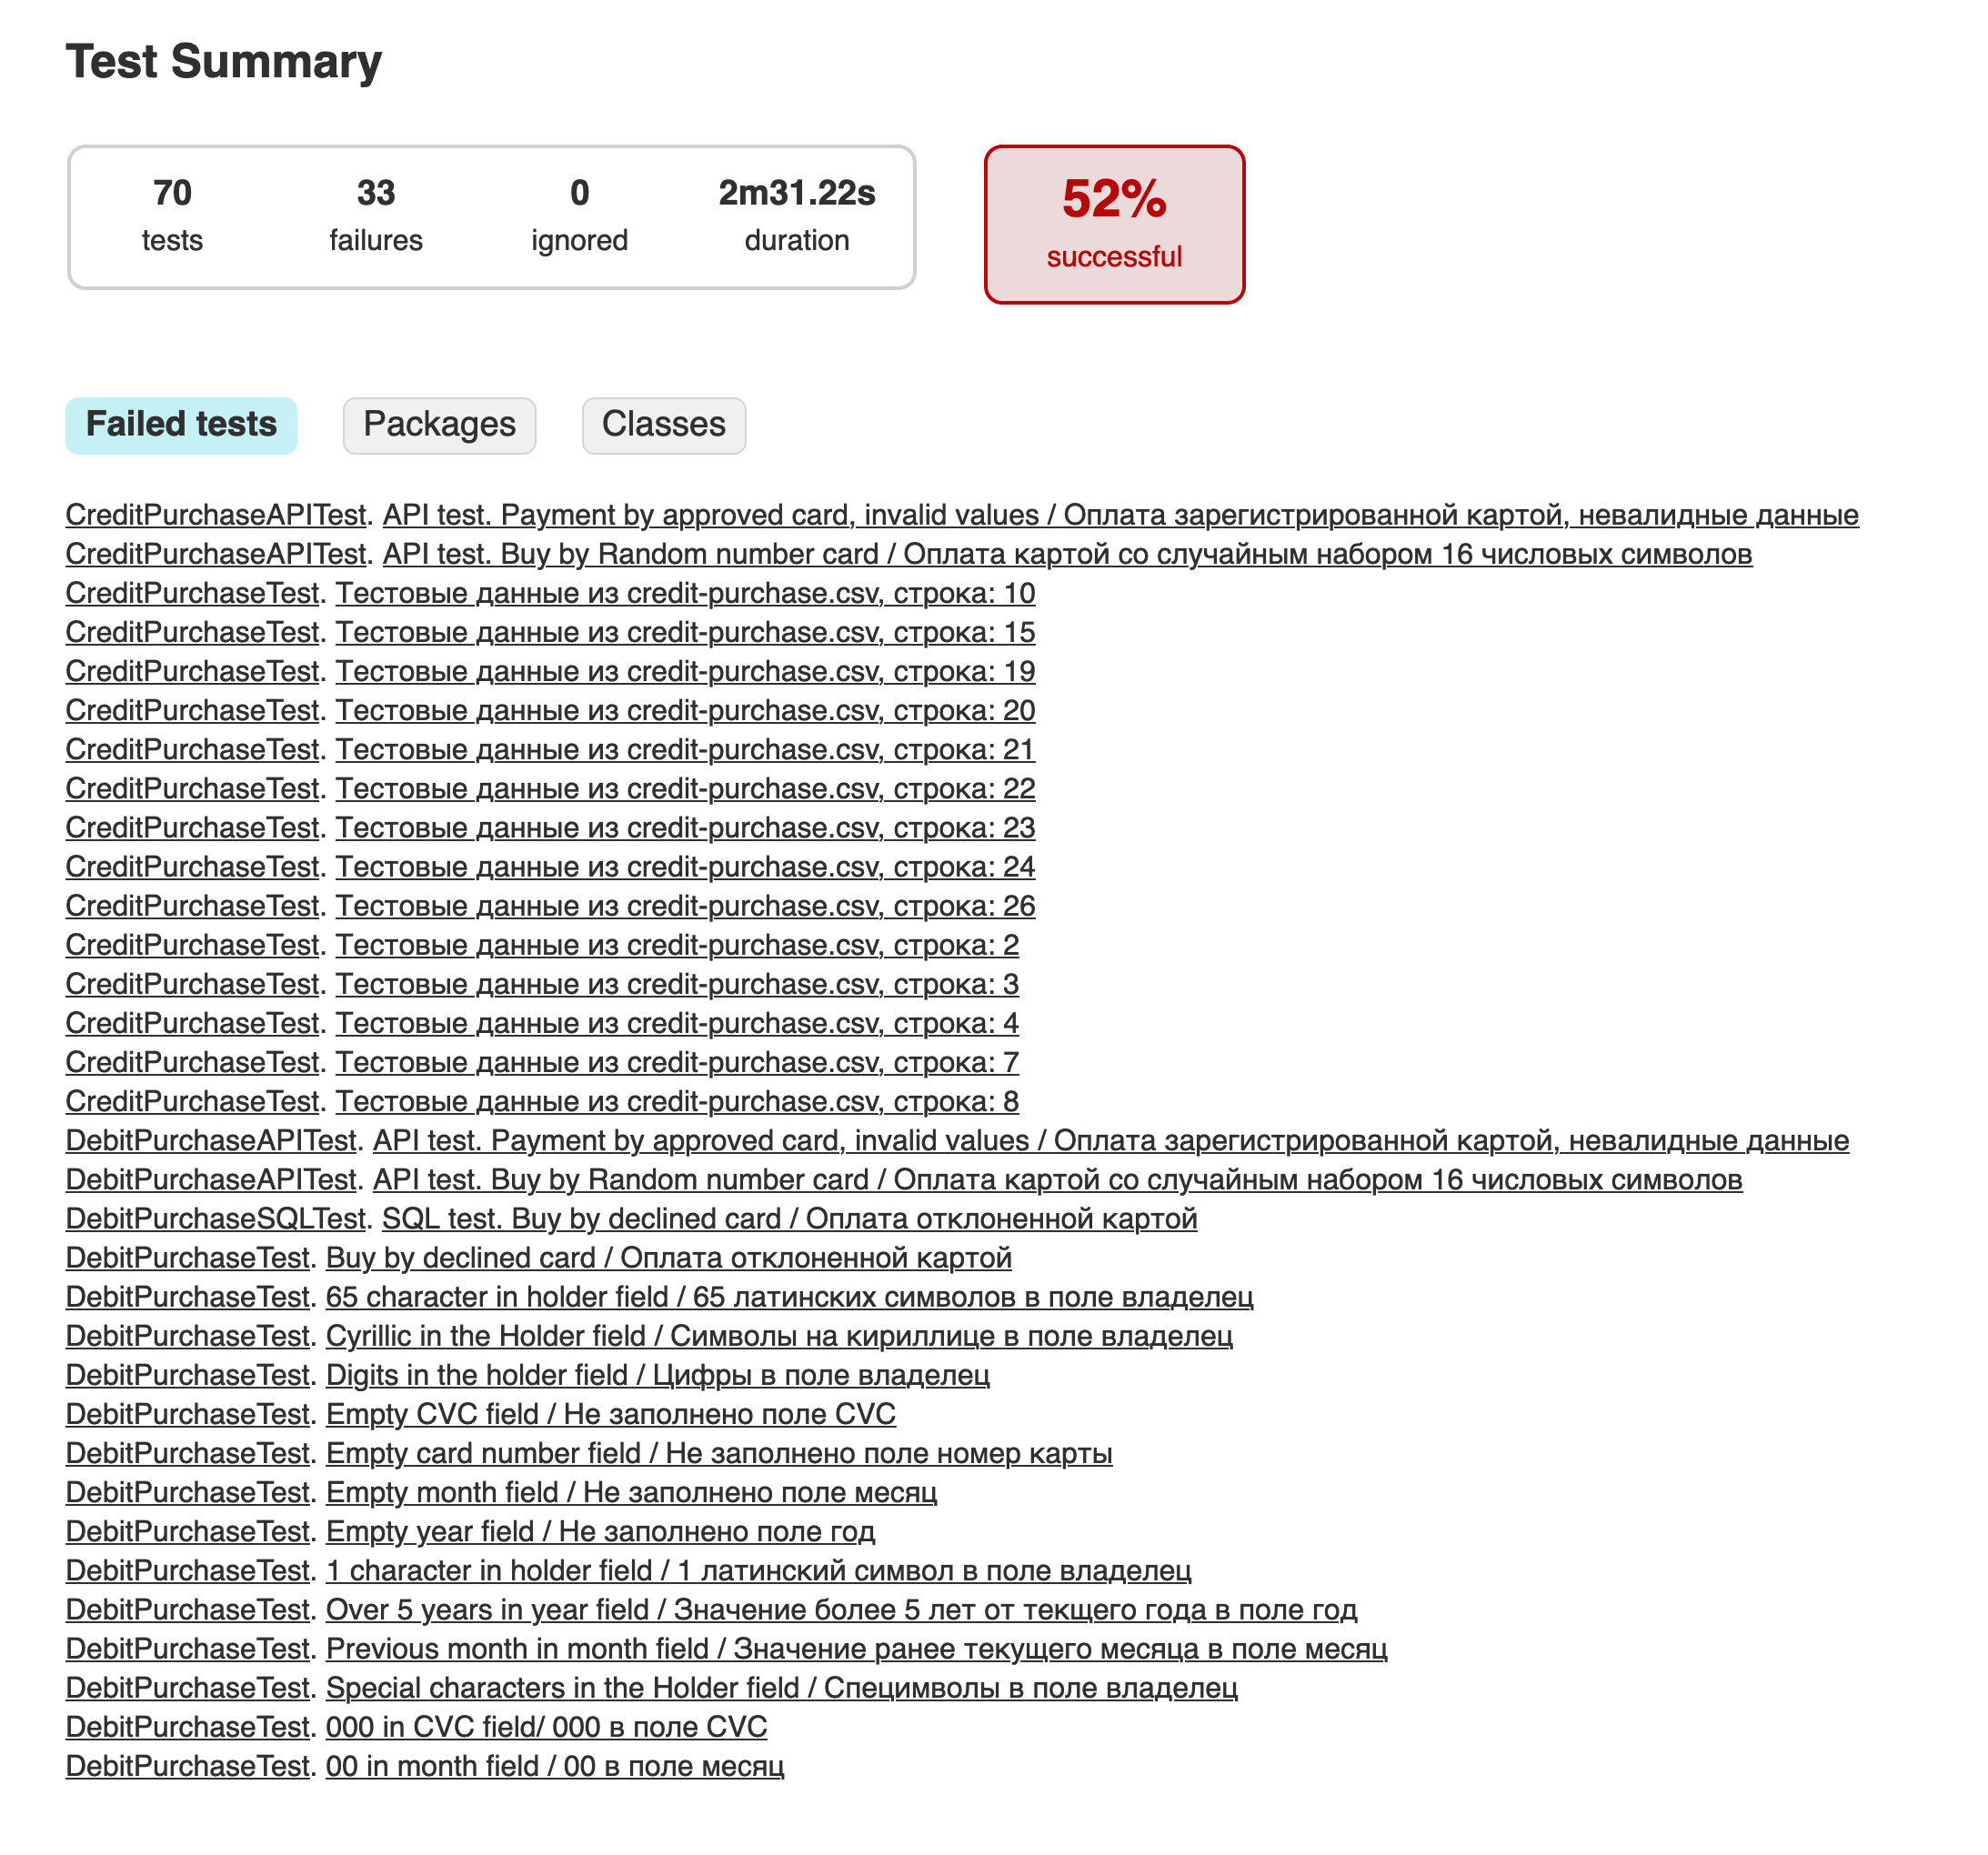 Test Summary
70 33 0 2m31.22s
tests failures ignored duration
52%
successful
Failed tests Packages Classes
CreditPurchaseAPITest. API test. Payment by approved card, invalid values / Оплата зарегистрированной картой, невалидные данные
CreditPurchaseAPITest. API test. Buy by Random number card / Оплата картой со случайным набором 16 числовых символов
CreditPurchaseTest. Тестовые данные из credit-purchase.csv, строка: 10
CreditPurchaseTest. Тестовые данные из credit-purchase.csv, строка: 15
CreditPurchaseTest. Тестовые данные из credit-purchase.csv, строка: 19
CreditPurchaseTest. Тестовые данные из credit-purchase.csv, строка: 20
CreditPurchaseTest. Тестовые данные из credit-purchase.csv, строка: 21
CreditPurchaseTest. Тестовые данные из credit-purchase.csv, строка: 22
CreditPurchaseTest. Тестовые данные из credit-purchase.csv, строка: 23
CreditPurchaseTest. Тестовые данные из credit-purchase.csv, строка: 24
CreditPurchaseTest. Тестовые данные из credit-purchase.csv, строка: 26
CreditPurchaseTest. Тестовые данные из credit-purchase.csv, строка: 2
CreditPurchaseTest. Тестовые данные из credit-purchase.csv, строка: 3
CreditPurchaseTest. Тестовые данные из credit-purchase.csv, строка: 4
CreditPurchaseTest. Тестовые данные из credit-purchase.csv, строка: 7
CreditPurchaseTest. Тестовые данные из credit-purchase.csv, строка: 8
DebitPurchaseAPITest. API test. Payment by approved card, invalid values / Оплата зарегистрированной картой, невалидные данные
DebitPurchaseAPITest. API test. Buy by Random number card / Оплата картой со случайным набором 16 числовых символов
DebitPurchaseSQLTest. SQL test. Buy by declined card / Оплата отклоненной картой
DebitPurchaseTest. Buy by declined card / Оплата отклоненной картой
DebitPurchaseTest. 65 character in holder field / 65 латинских символов в поле владелец
DebitPurchaseTest. Cyrillic in the Holder field / Символы на кириллице в поле владелец
DebitPurchaseTest. Digits in the holder field / Цифры в поле владелец
DebitPurchaseTest. Empty CVC field / Не заполнено поле CVC
DebitPurchaseTest. Empty card number field / Не заполнено поле номер карты
DebitPurchaseTest. Empty month field / Не заполнено поле месяц
DebitPurchaseTest. Empty year field / Не заполнено поле год
DebitPurchaseTest. 1 character in holder field / 1 латинский символ в поле владелец
DebitPurchaseTest. Over 5 years in year field / Значение более 5 лет от текщего года в поле год
DebitPurchaseTest. Previous month in month field / Значение ранее текущего месяца в поле месяц
DebitPurchaseTest. Special characters in the Holder field / Специмволы в поле владелец
DebitPurchaseTest. 000 in CVC field/ 000 в поле CVC
DebitPurchaseTest. 00 in month field / 00 в поле месяц